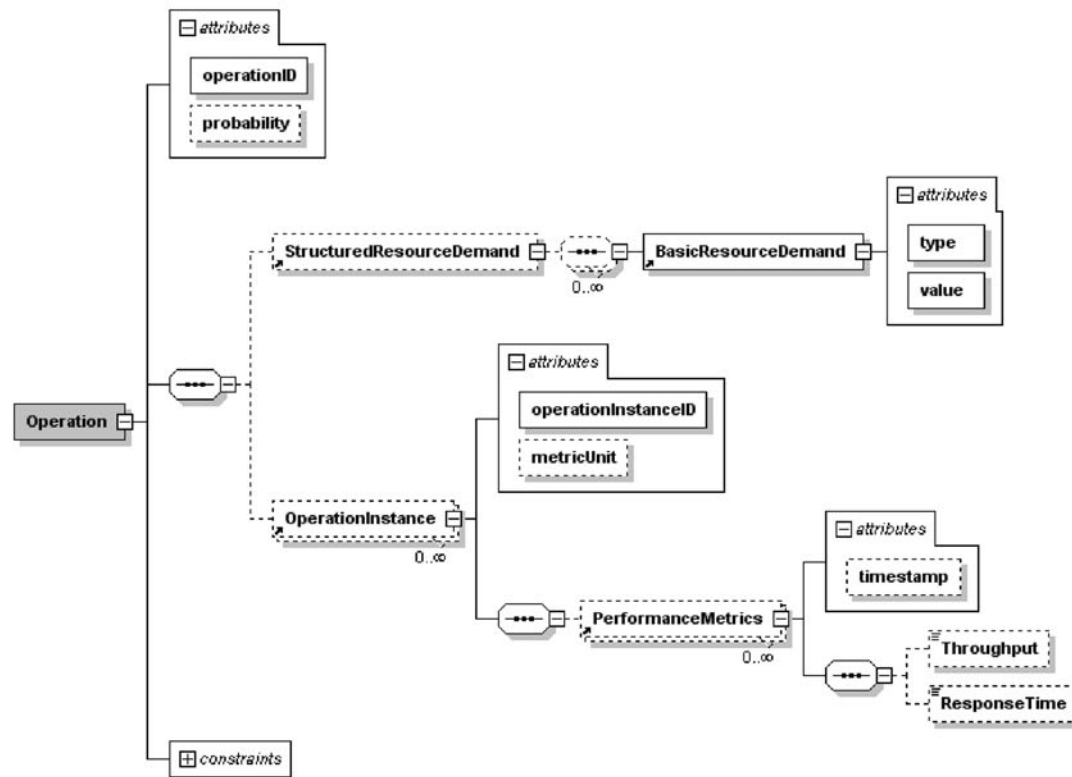 attributes
operationID
probability
attributes
StructuredResourceDemand
BasicResourceDemand
type
0..∞
value
attributes
operationInstanceID
Operation
metricUnit
OperationInstance
attributes
0..∞
timestamp
PerformanceMetrics
0..∞
Throughput
ResponseTime
constraints